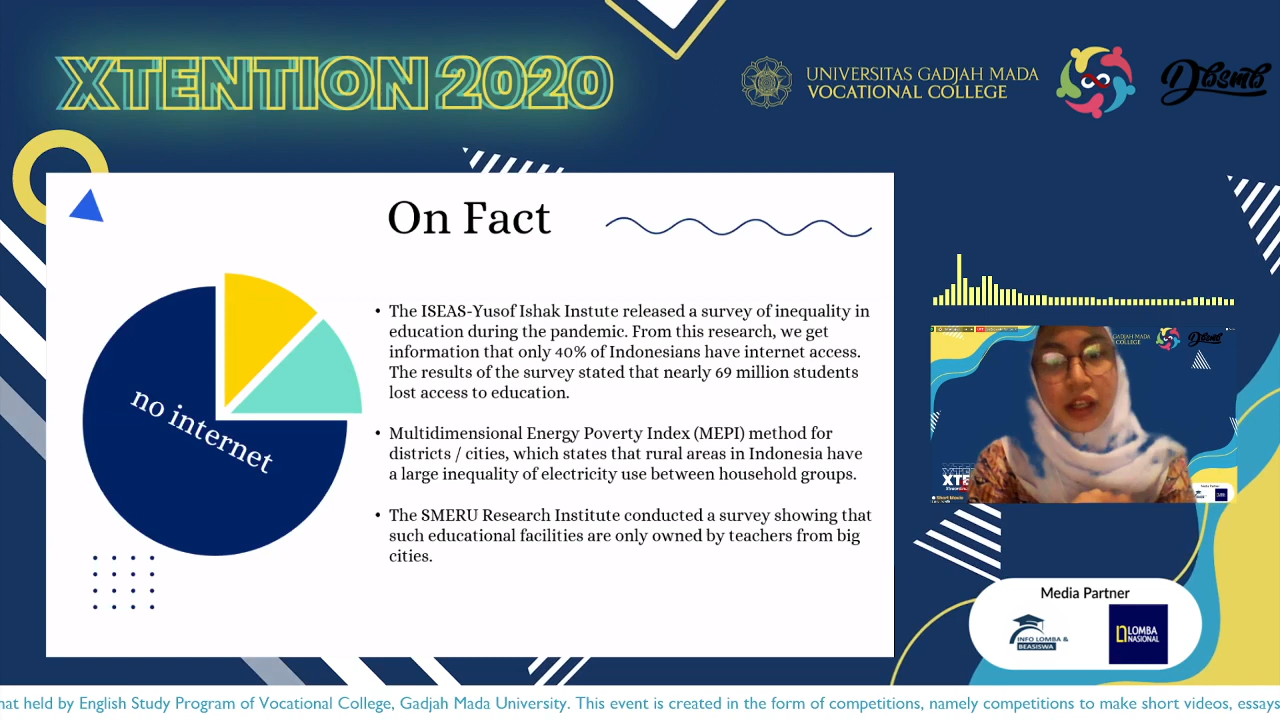 XTENTION 2020
UNIVERSITAS GADJAH MADA
VOCATIONAL COLLEGE
Dbsmb
On Fact
no internet
• The ISEAS-Yusof Ishak Instute released a survey of inequality in
education during the pandemic. From this research, we get
information that only 40% of Indonesians have internet access.
The results of the survey stated that nearly 69 million students
lost access to education.
• Multidimensional Energy Poverty Index (MEPI) method for
districts / cities, which states that rural areas in Indonesia have
a large inequality of electricity use between household groups.
• The SMERU Research Institute conducted a survey showing that
such educational facilities are only owned by teachers from big
cities.
GADJAH MADA
COLLEGE
XTE
Media Partner
INFO LOMBA &
BEASISWA
LOMBA
NASIONAL
hat held by English Study Program of Vocational College, Gadjah Mada University. This event is created in the form of competitions, namely competitions to make short videos, essays